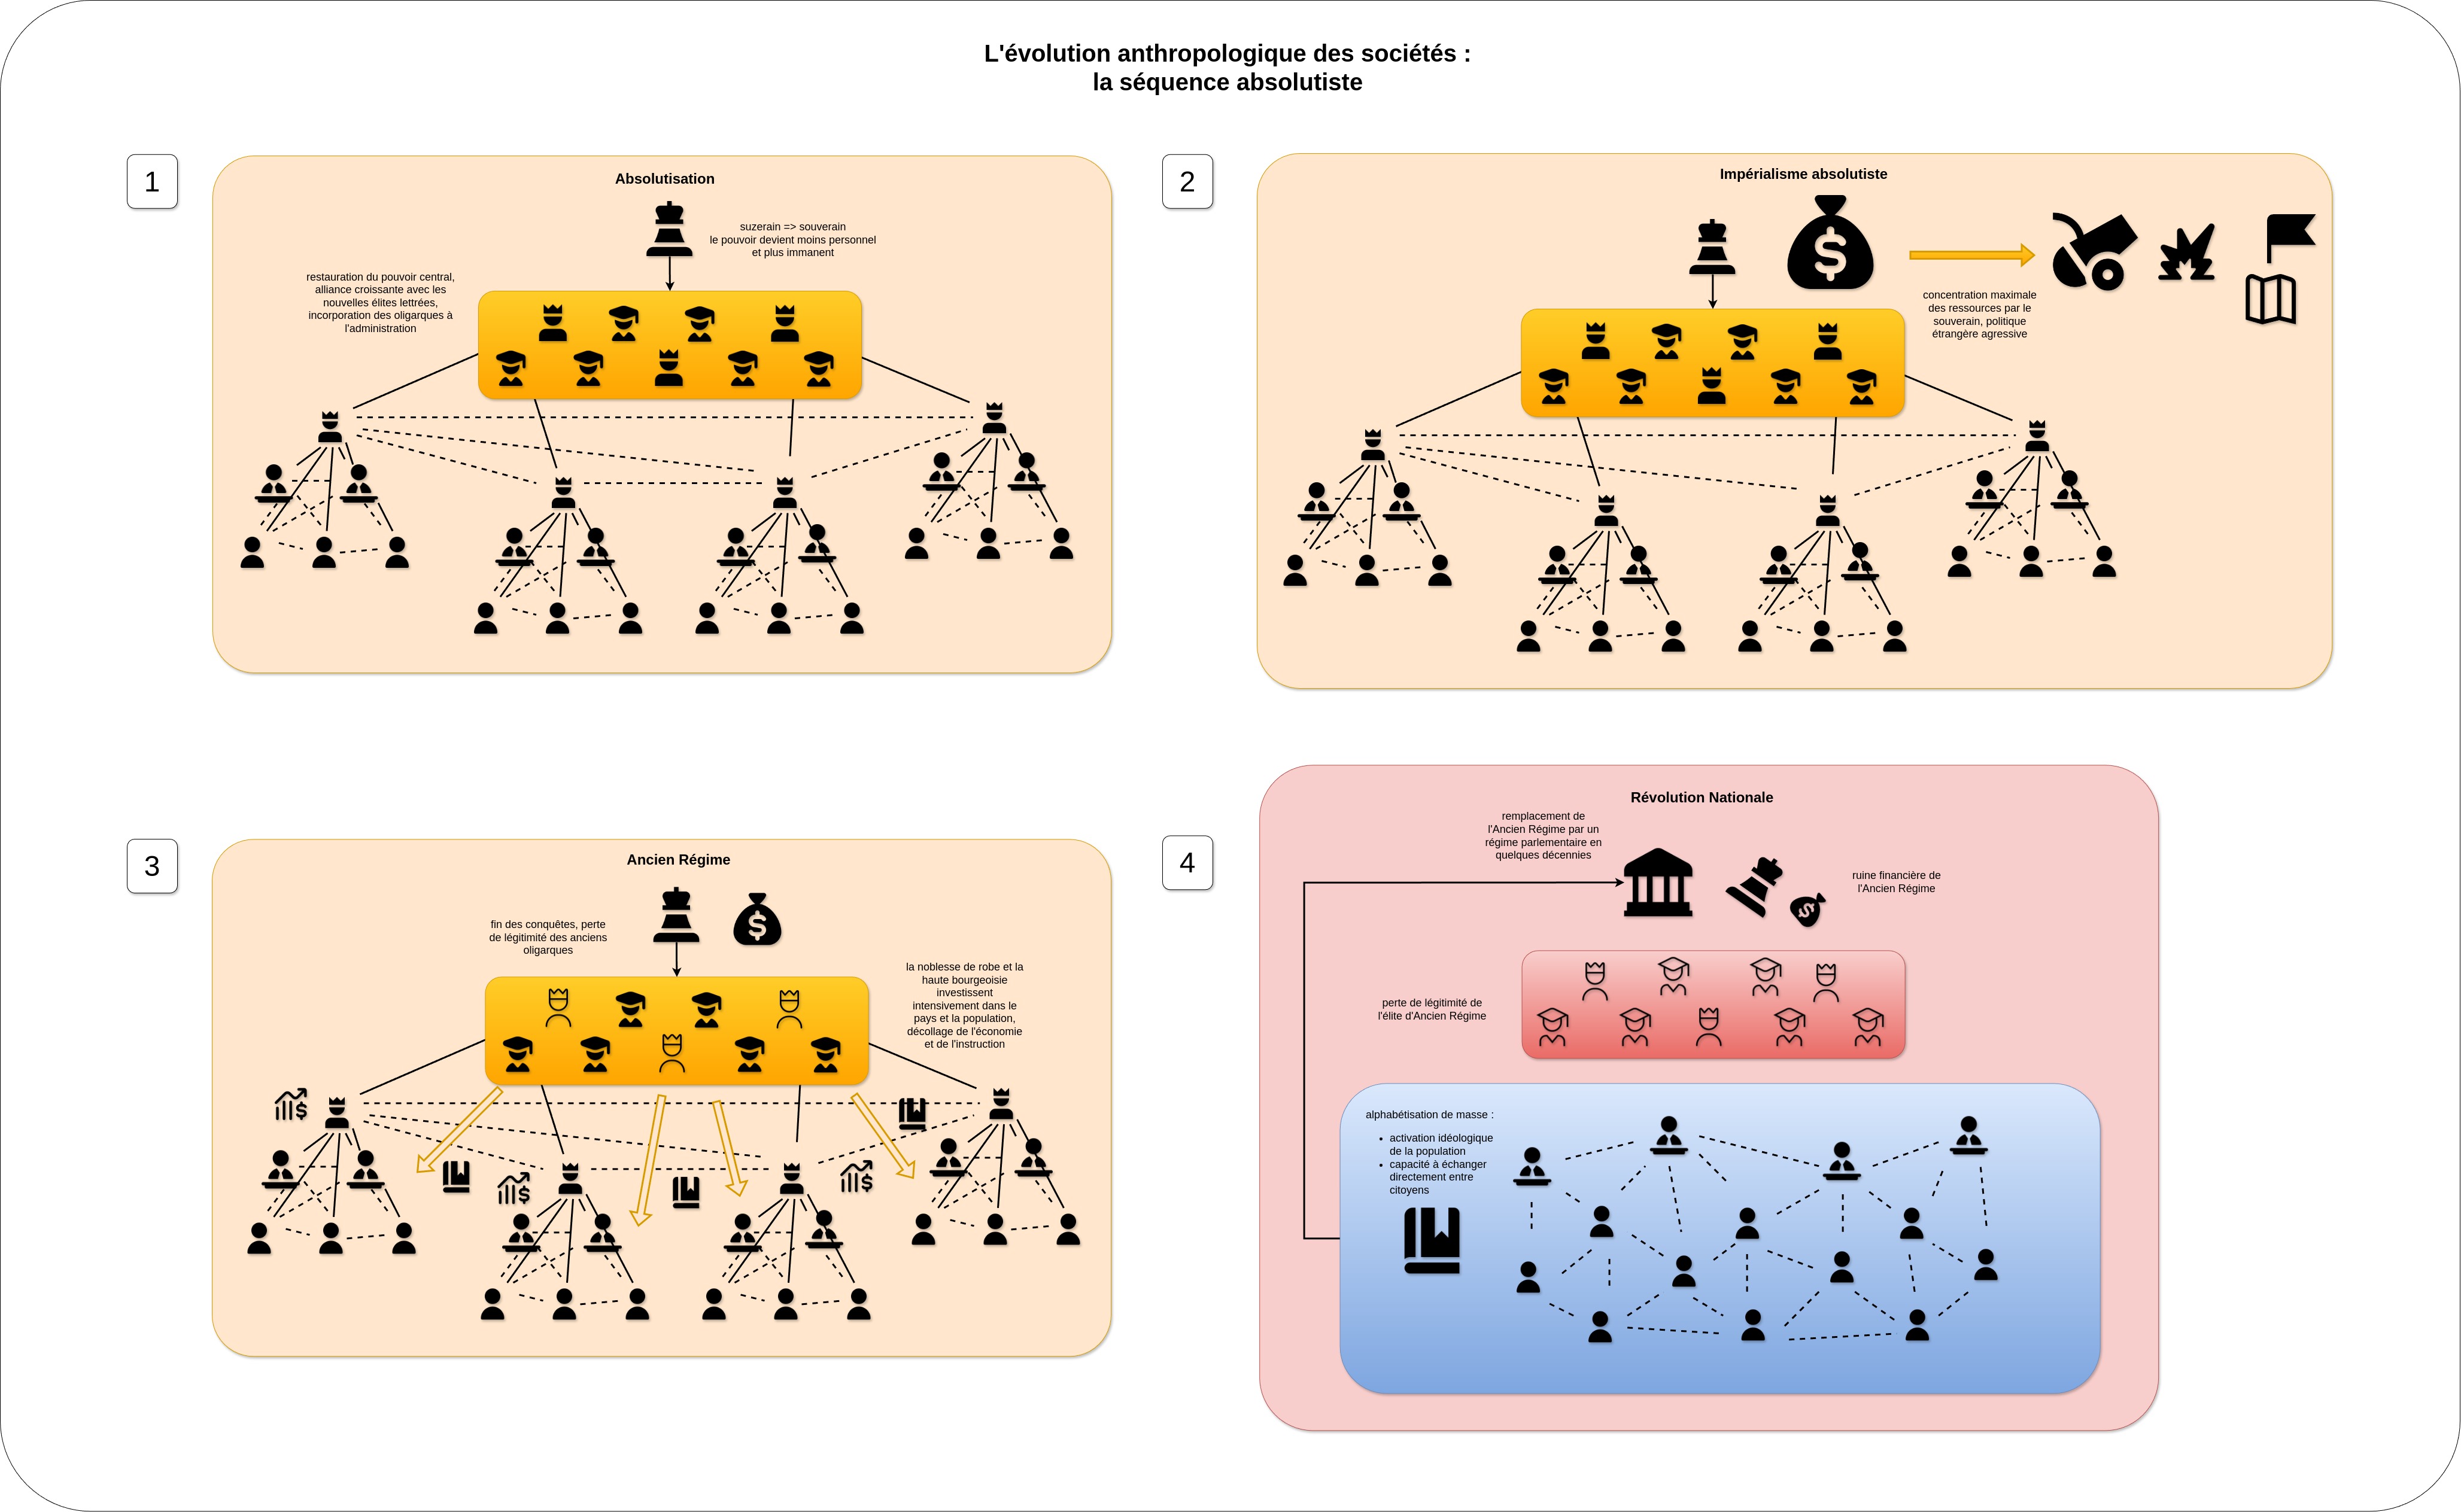 L'évolution anthropologique des sociétés :
la séquence absolutiste
1
Absolutisation
suzerain => souverain
le pouvoir devient moins personnel
et plus immanent
restauration du pouvoir central,
alliance croissante avec les
nouvelles élites lettrées,
incorporation des oligarques à
l'administration
2
Impérialisme absolutiste
concentration maximale
des ressources par le
souverain, politique
étrangère agressive
3
Ancien Régime
fin des conquêtes, perte
de légitimité des anciens
oligarques
la noblesse de robe et la
haute bourgeoisie
investissent
intensivement dans le
pays et la population,
décollage de l'économie
et de l'instruction
4
Révolution Nationale
remplacement de
l'Ancien Régime par un
régime parlementaire en
quelques décennies
ruine financière de
l'Ancien Régime
perte de légitimité de
l'élite d'Ancien Régime
alphabétisation de masse :
activation idéologique
de la population
capacité à échanger
directement entre
citoyens